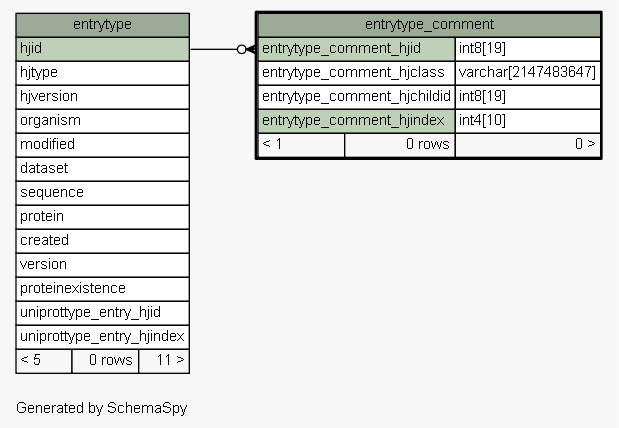 entrytype
hjid
hjtype
hjversion
organism
modified
dataset
sequence
protein
created
version
proteinexistence
uniprottype_entry_hjid
uniprottype_entry_hjindex
< 5 0 rows 11 >
entrytype_comment
entrytype_comment_hjid int8[19]
entrytype_comment_hjclass varchar[2147483647]
entrytype_comment_hjchildid int8[19]
entrytype_comment_hjindex int4[10]
< 1 0 rows 0 >
Generated by SchemaSpy